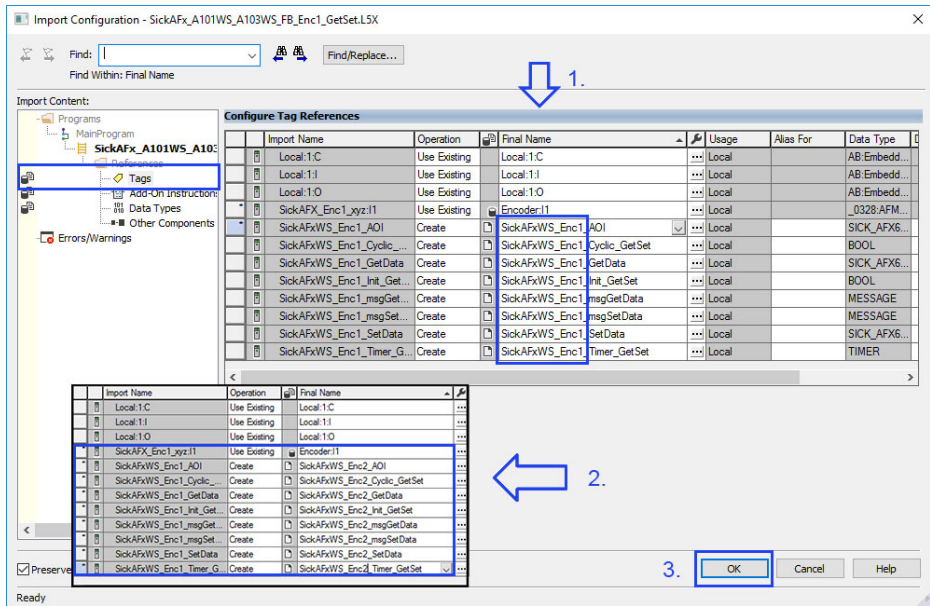 Import Configuration - SickAFx_A101WS_A103WS_FB_Enc1_GetSet.L5X
Find: Find/Replace...
Find Within: Final Name
1.
Import Content:
Programs
MainProgram
SickAFx_A101WS_A103
References
Tags
Add-On Instructions
Data Types
Other Components
Errors/Warnings
Configure Tag References
Import Name Operation Final Name Usage Alias For Data Type
Local:1:C Use Existing Local:1:C ... Local AB:Embedd...
Local:1:I Use Existing Local:1:I ... Local AB:Embedd...
Local:1:O Use Existing Local:1:O ... Local AB:Embedd...
SickAFX_Enc1_xyz:I1 Use Existing Encoder:I1 ... Local _0328:AFM...
SickAFxWS_Enc1_AOI Create SickAFxWS_Enc1_AOI ... Local SICK_AFX6...
SickAFxWS_Enc1_Cyclic_... Create SickAFxWS_Enc1_Cyclic_GetSet ... Local BOOL
SickAFxWS_Enc1_GetData Create SickAFxWS_Enc1_GetData ... Local SICK_AFX6...
SickAFxWS_Enc1_Init_Get... Create SickAFxWS_Enc1_Init_GetSet ... Local BOOL
SickAFxWS_Enc1_msgGet... Create SickAFxWS_Enc1_msgGetData ... Local MESSAGE
SickAFxWS_Enc1_msgSet... Create SickAFxWS_Enc1_msgSetData ... Local MESSAGE
SickAFxWS_Enc1_SetData Create SickAFxWS_Enc1_SetData ... Local SICK_AFX6...
SickAFxWS_Enc1_Timer_G... Create SickAFxWS_Enc1_Timer_GetSet ... Local TIMER
Import Name Operation Final Name
Local:1:C Use Existing Local:1:C ...
Local:1:I Use Existing Local:1:I ...
Local:1:O Use Existing Local:1:O ...
SickAFX_Enc1_xyz:I1 Use Existing Encoder:I1 ...
SickAFxWS_Enc1_AOI Create SickAFxWS_Enc2_AOI ...
SickAFxWS_Enc1_Cyclic_... Create SickAFxWS_Enc2_Cyclic_GetSet ...
SickAFxWS_Enc1_GetData Create SickAFxWS_Enc2_GetData ...
SickAFxWS_Enc1_Init_Get... Create SickAFxWS_Enc2_Init_GetSet ...
SickAFxWS_Enc1_msgGet... Create SickAFxWS_Enc2_msgGetData ...
SickAFxWS_Enc1_msgSet... Create SickAFxWS_Enc2_msgSetData ...
SickAFxWS_Enc1_SetData Create SickAFxWS_Enc2_SetData ...
SickAFxWS_Enc1_Timer_G... Create SickAFxWS_Enc2_Timer_GetSet ...
2.
Preserve 3. OK Cancel Help
Ready